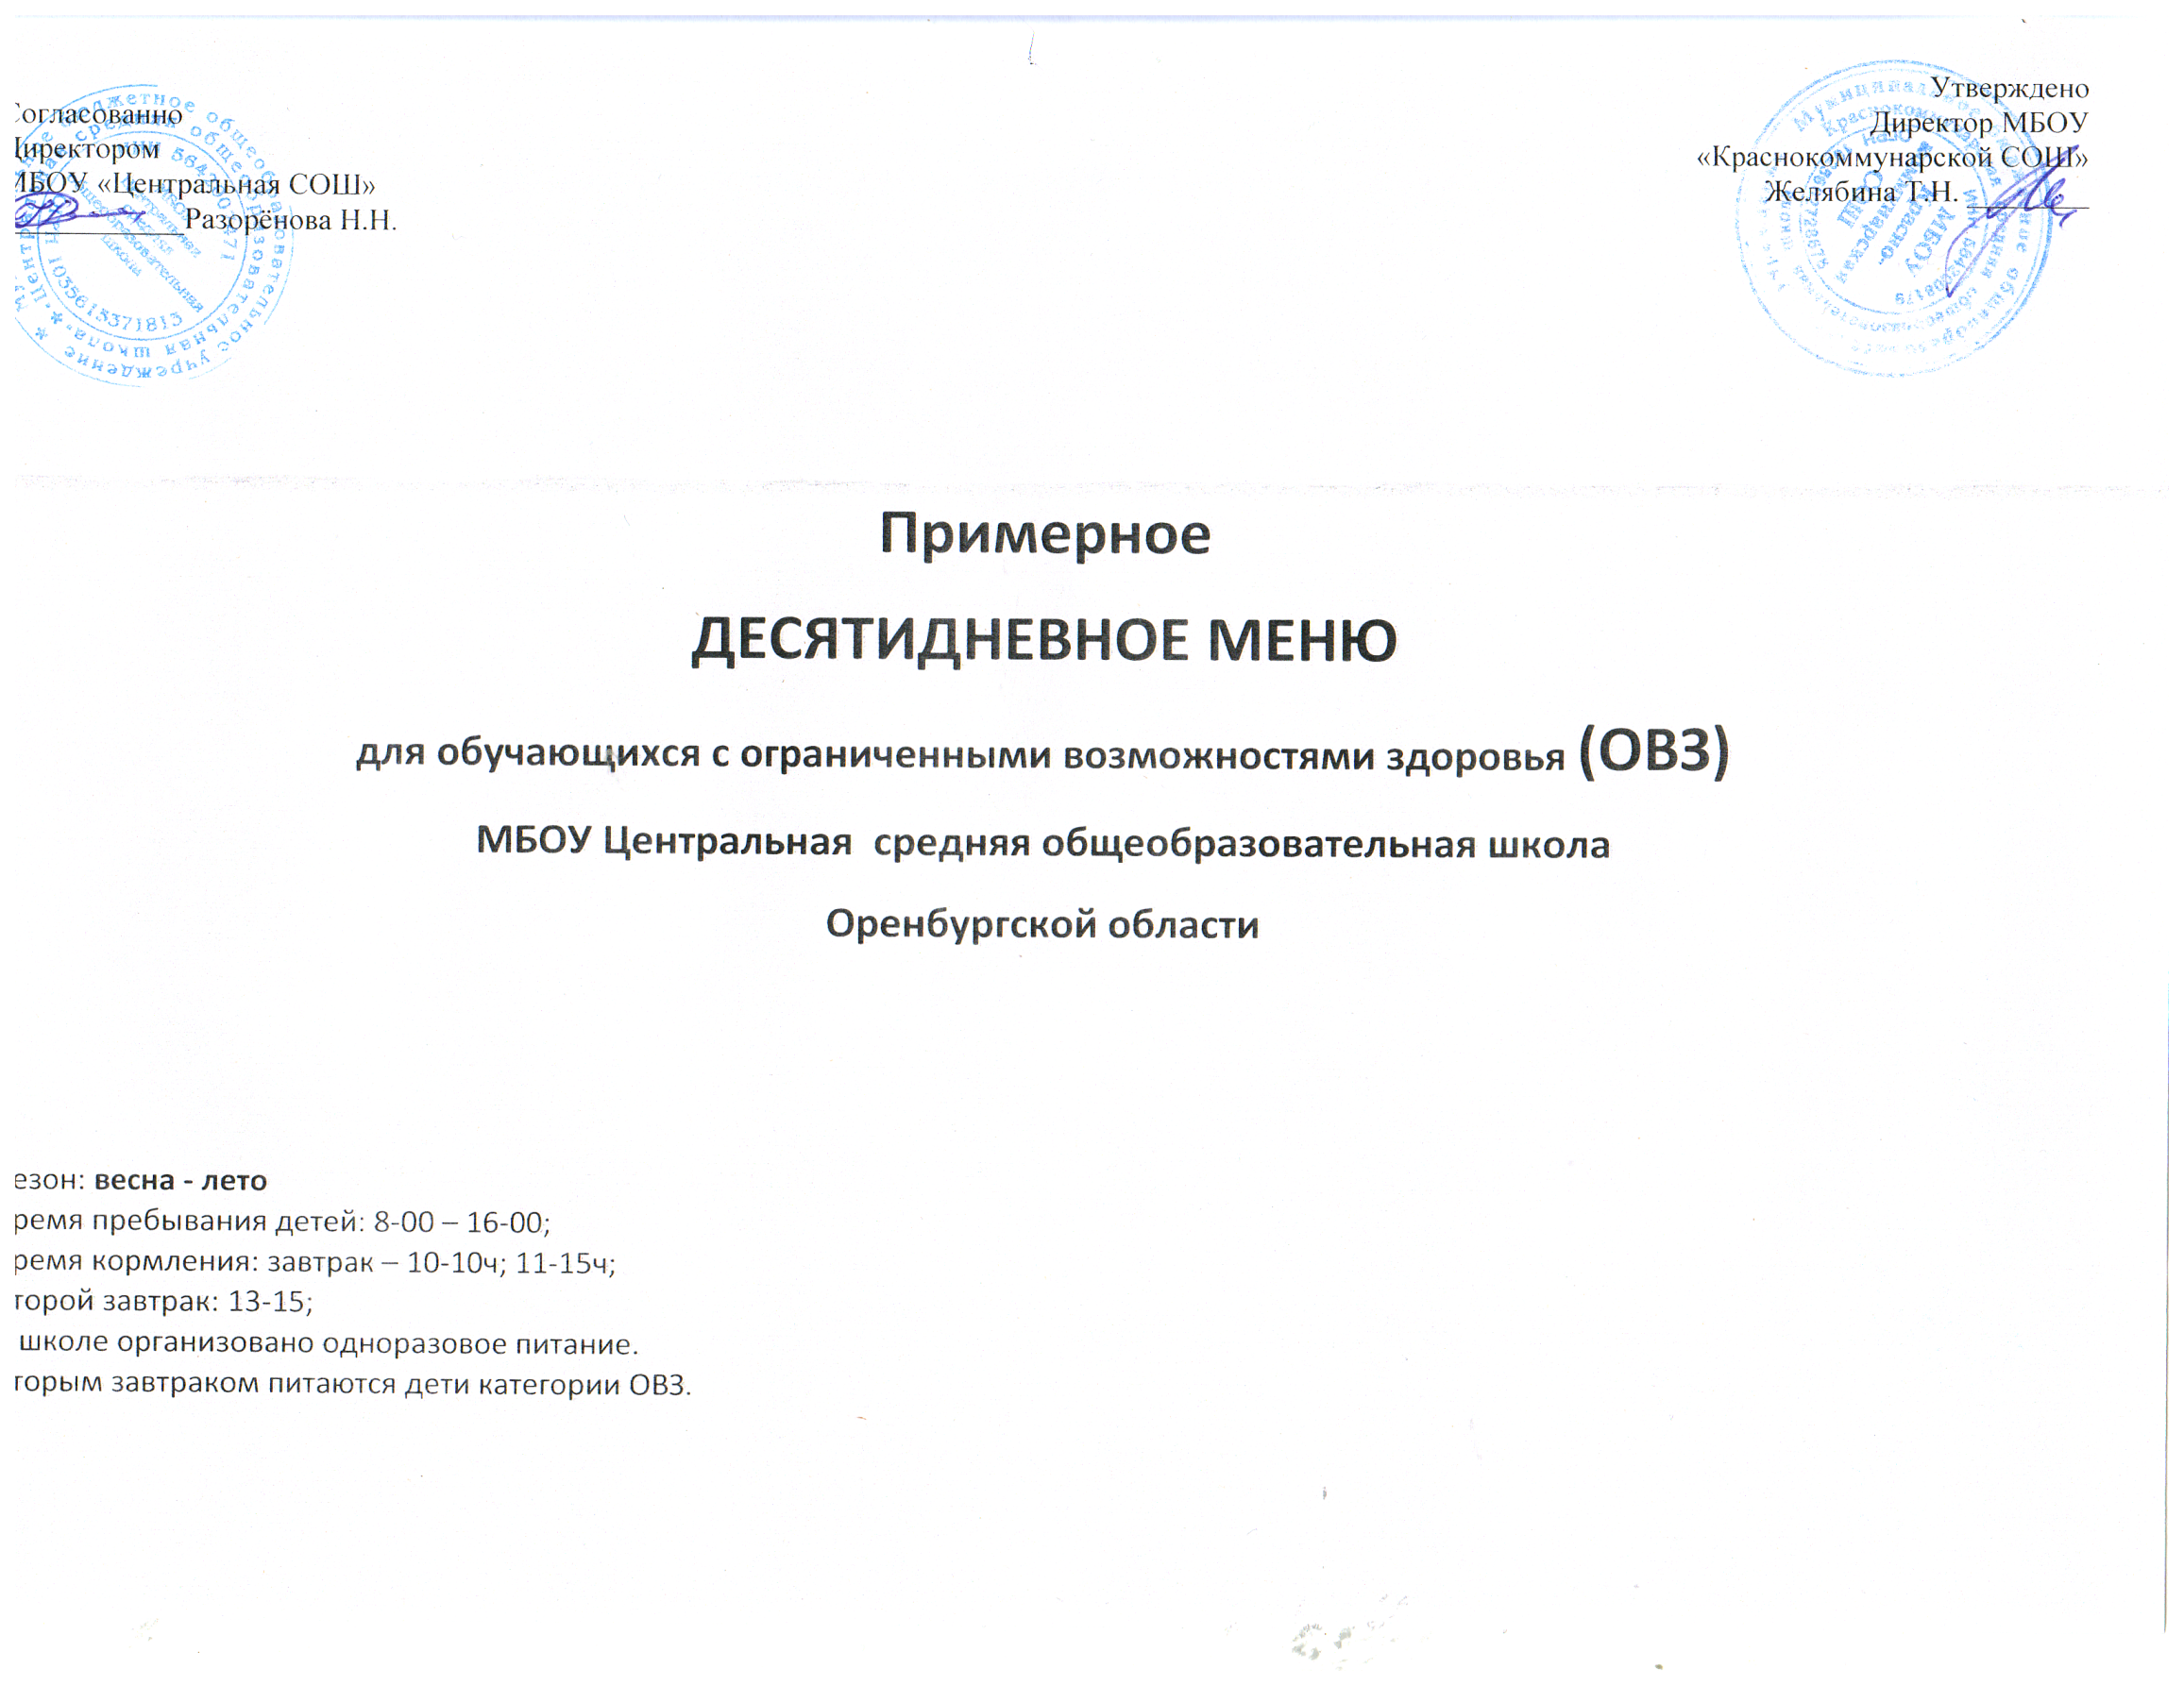 Согласованно
Директором
МБОУ «Центральная СОШ»
Разорёнова Н.Н.
Утверждено
Директор МБОУ
«Краснокоммунарской СОШ»
Желябина Т.Н.
1035615371813
Примерное
ДЕСЯТИДНЕВНОЕ МЕНЮ
для обучающихся с ограниченными возможностями здоровья (ОВЗ)
МБОУ Центральная средняя общеобразовательная школа
Оренбургской области
езон: весна - лето
ремя пребывания детей: 8-00 – 16-00;
ремя кормления: завтрак – 10-10ч; 11-15ч;
торой завтрак: 13-15;
школе организовано одноразовое питание.
торым завтраком питаются дети категории ОВЗ.